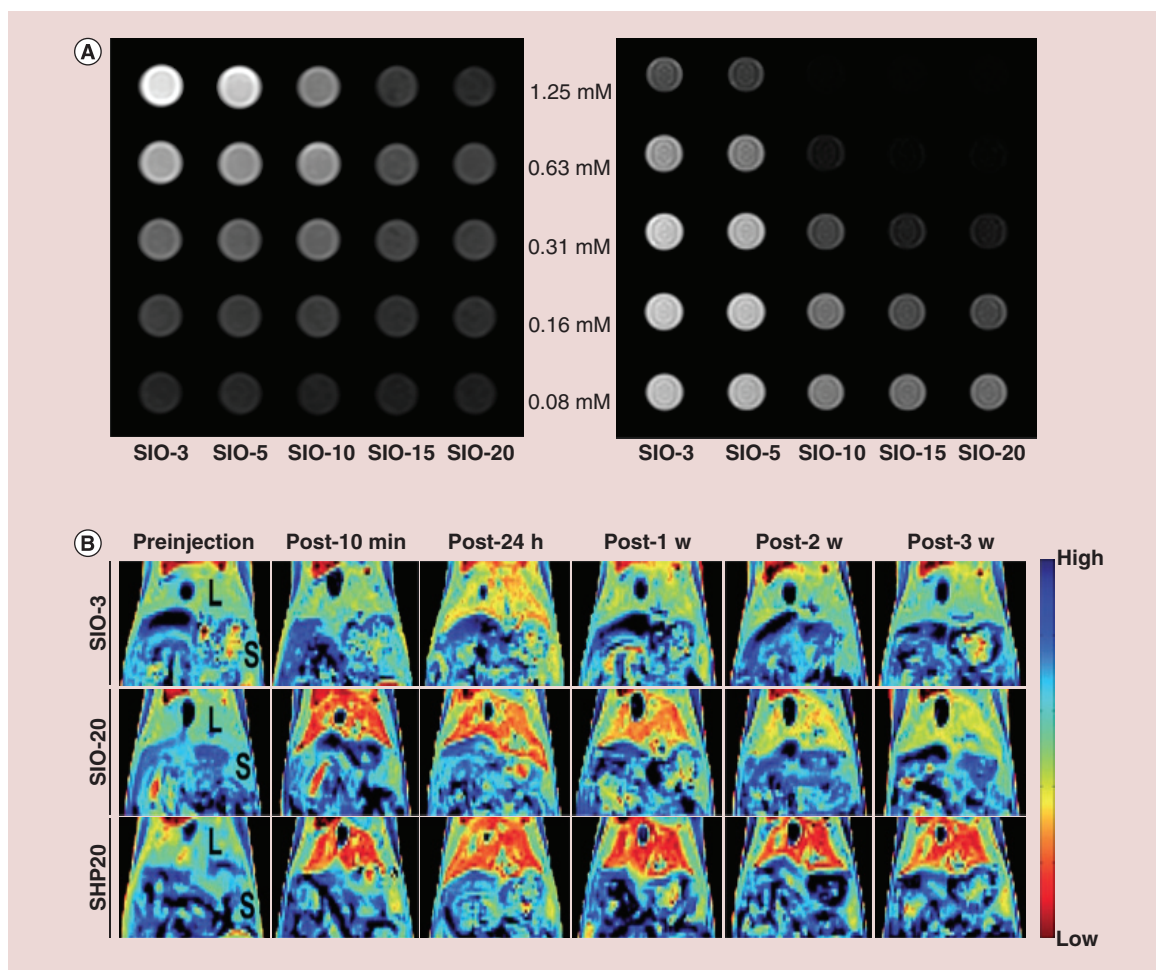 A
1.25 mM
0.63 mM
0.31 mM
0.16 mM
0.08 mM
SIO-3 SIO-5 SIO-10 SIO-15 SIO-20
SIO-3 SIO-5 SIO-10 SIO-15 SIO-20
B
Preinjection Post-10 min Post-24 h Post-1 w Post-2 w Post-3 w
High
SIO-3
L
S
SIO-20
L
S
SHP20
L
S
Low